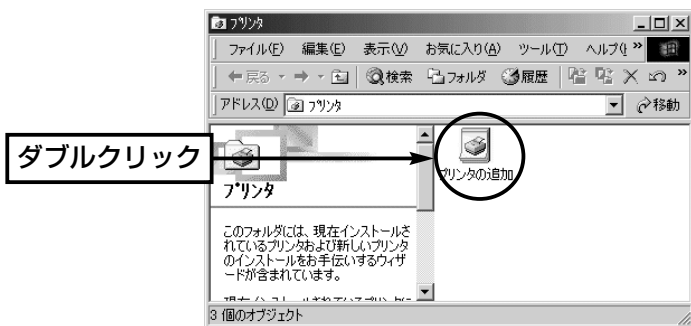 プリンタ
ファイル(F) 編集(E) 表示(V) お気に入り(A) ツール(T) ヘルプ(
戻る 検索 フォルダ 履歴
アドレス(D) プリンタ 移動
ダブルクリック
プリンタの追加
プリンタ
このフォルダには、現在インストールさ
れているプリンタおよび新しいプリンタ
のインストールをお手伝いするウィザ
ードが含まれています。
3 個のオブジェクト